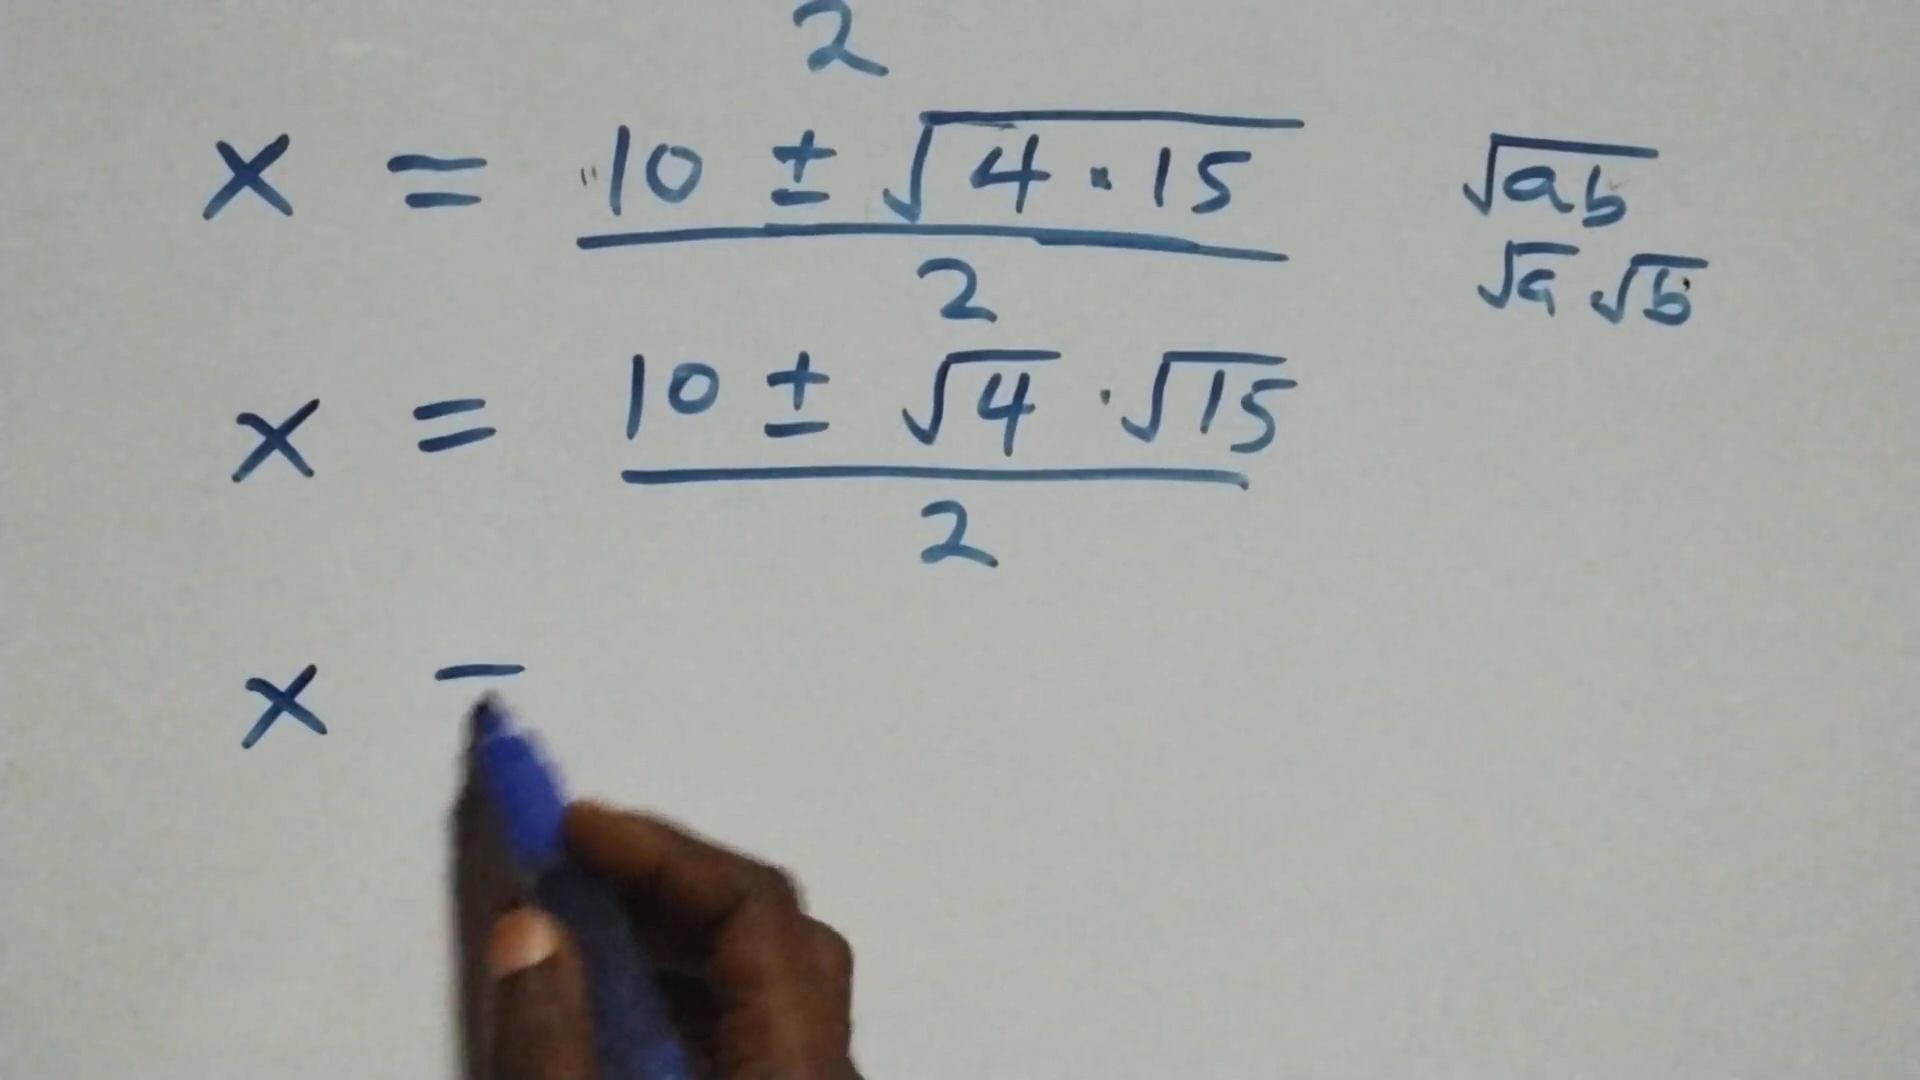 2
x = 10 ± √4·15 √ab
2 √a √b
x = 10 ± √4 · √15
2
x −